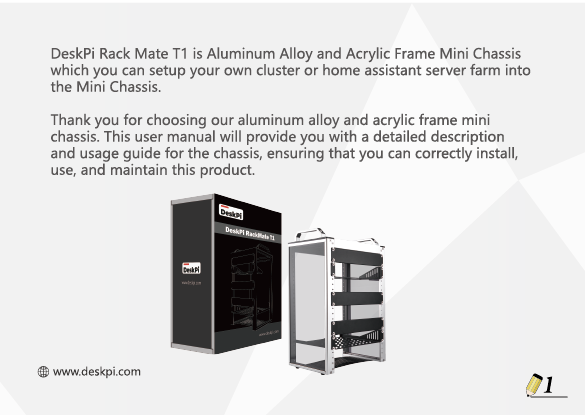 DeskPi Rack Mate T1 is Aluminum Alloy and Acrylic Frame Mini Chassis
which you can setup your own cluster or home assistant server farm into
the Mini Chassis.
Thank you for choosing our aluminum alloy and acrylic frame mini
chassis. This user manual will provide you with a detailed description
and usage guide for the chassis, ensuring that you can correctly install,
use, and maintain this product.
DeskPi
DeskPi RackMate T1
DeskPi
www.deskpi.com
1